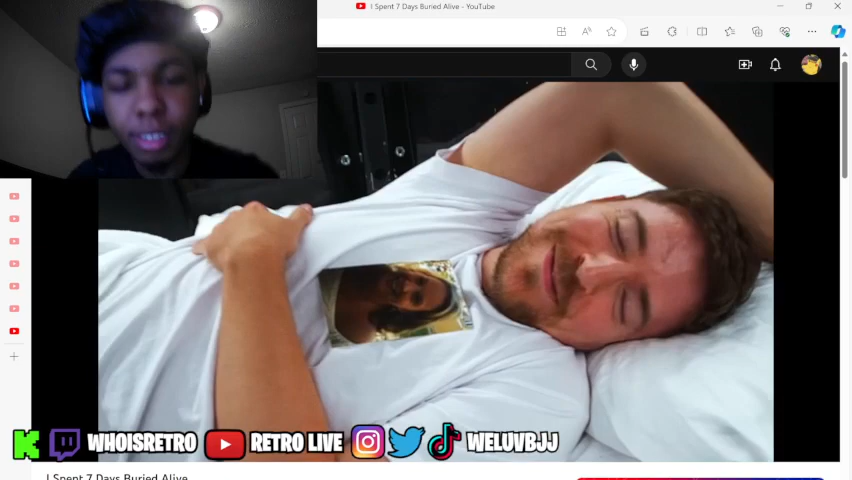 I Spent 7 Days Buried Alive - YouTube
WHOISRETRO RETRO LIVE WELUVBJJ
I Spent 7 Days Buried Alive